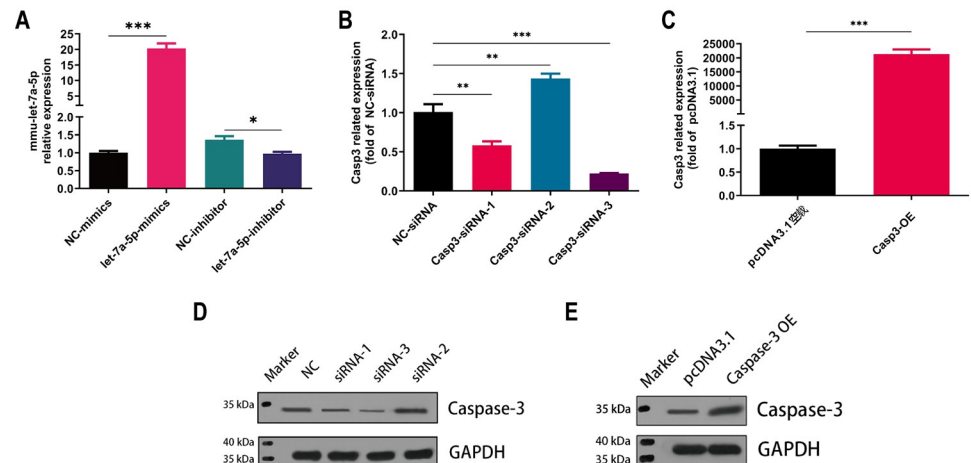 A
mmu-let-7a-5p
relative expression
25
20
15
10
5
2.0
1.5
1.0
0.5
0.0
***
*
NC-mimics
let-7a-5p-mimics
NC-inhibitor
let-7a-5p-inhibitor
B
Casp3 related expression
(fold of NC-siRNA)
2.0
1.5
1.0
0.5
0.0
***
**
**
NC-siRNA
Casp3-siRNA-1
Casp3-siRNA-2
Casp3-siRNA-3
C
Casp3 related expression
(fold of pcDNA3.1)
25000
20000
15000
10000
5000
1.5
1.0
0.5
0.0
***
pcDNA3.1空载
Casp3-OE
D
Marker
NC
siRNA-1
siRNA-3
siRNA-2
35 kDa
Caspase-3
40 kDa
35 kDa
GAPDH
E
Marker
pcDNA3.1
Caspase-3 OE
35 kDa
Caspase-3
40 kDa
35 kDa
GAPDH